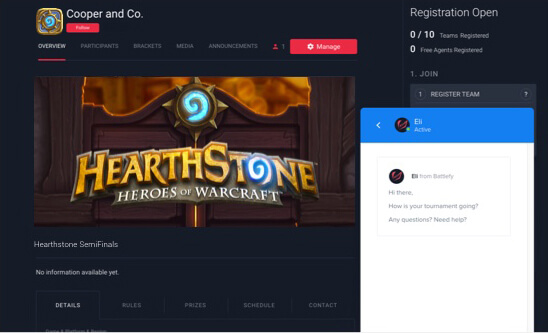 Cooper and Co.
Follow
OVERVIEW PARTICIPANTS BRACKETS MEDIA ANNOUNCEMENTS 1 Manage
HEARTHSTONE
HEROES OF WARCRAFT
Hearthstone SemiFinals
No information available yet.
DETAILS RULES PRIZES SCHEDULE CONTACT
Registration Open
0 / 10 Teams Registered
0 Free Agents Registered
1. JOIN
1 REGISTER TEAM ?
Eli
Active
Eli from Battlefy
Hi there,
How is your tournament going?
Any questions? Need help?